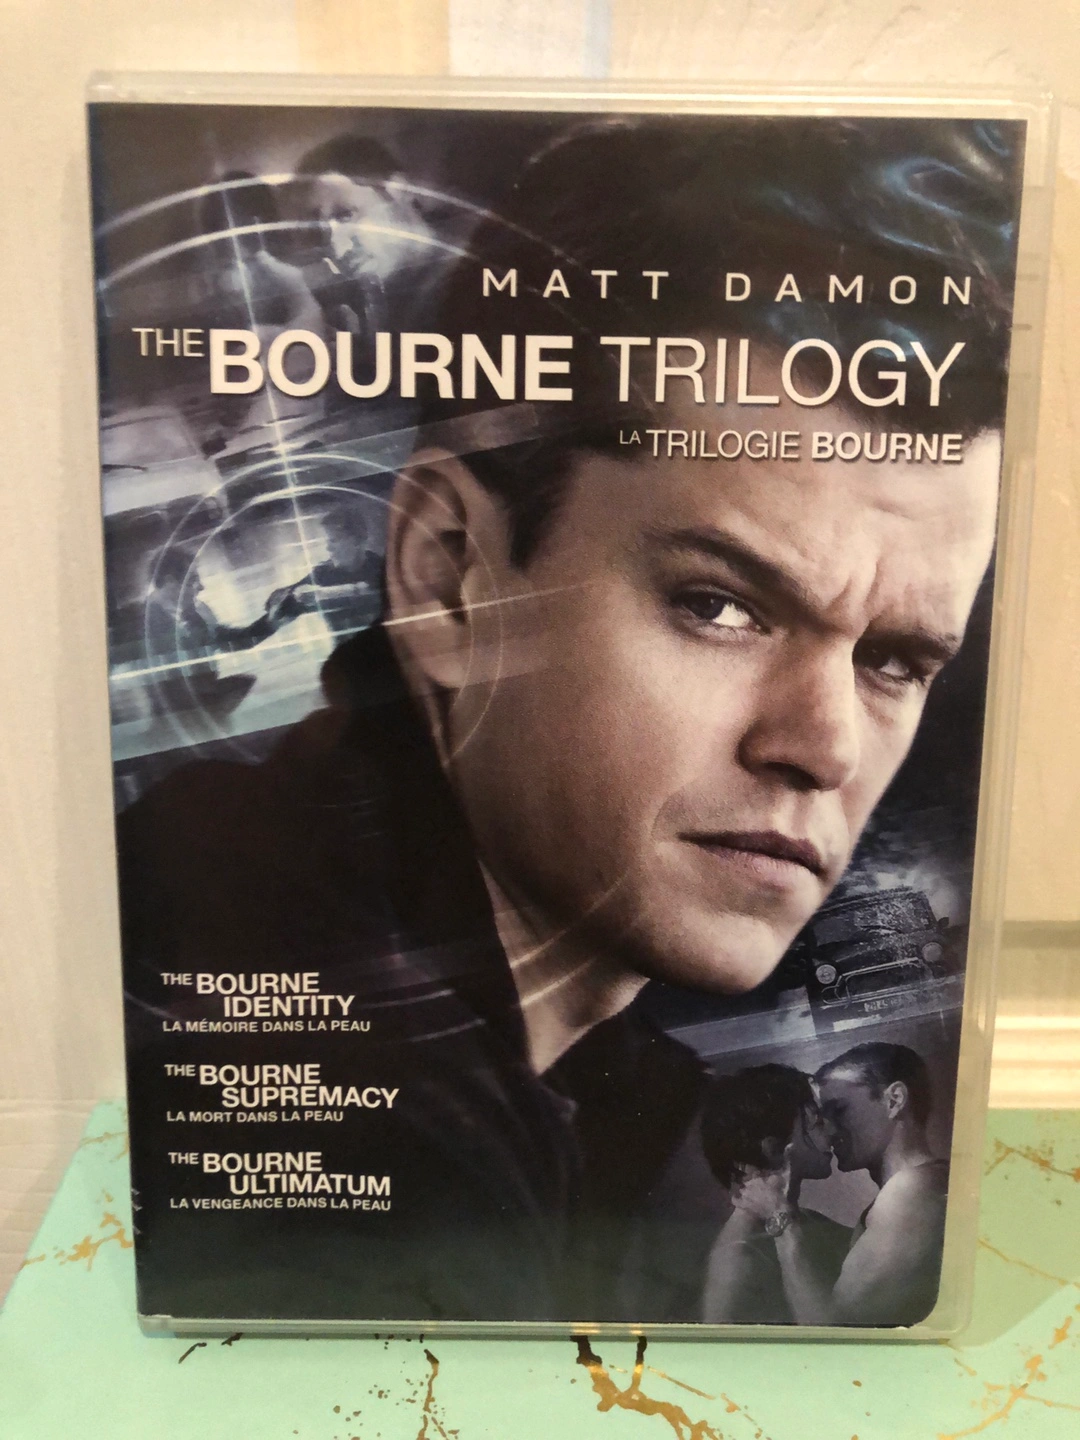 MATT DAMON
THE BOURNE TRILOGY
LA TRILOGIE BOURNE
THE BOURNE
IDENTITY
LA MÉMOIRE DANS LA PEAU
THE BOURNE
SUPREMACY
LA MORT DANS LA PEAU
THE BOURNE
ULTIMATUM
LA VENGEANCE DANS LA PEAU